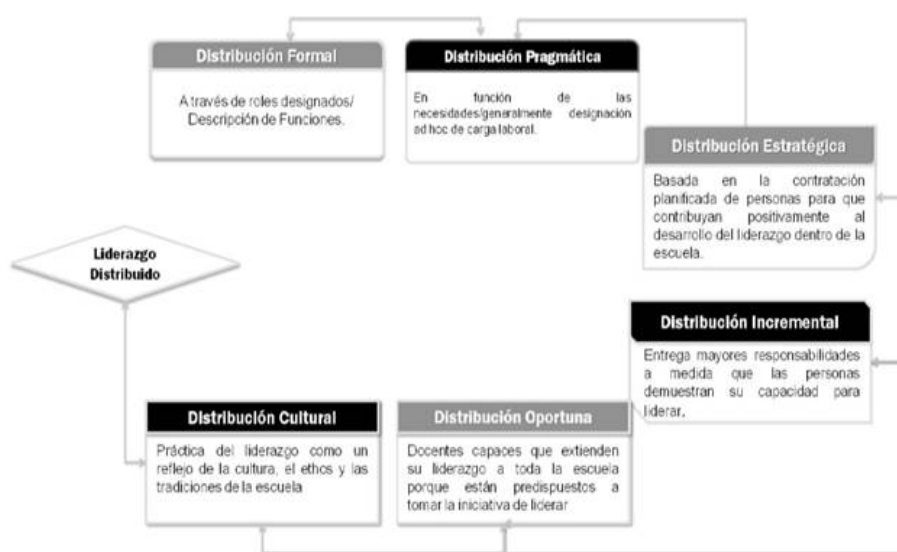 Distribución Formal
A través de roles designados/
Descripción de Funciones.
Distribución Pragmática
En función de las
necesidades/generalmente designación
ad hoc de carga laboral.
Distribución Estratégica
Basada en la contratación
planificada de personas para que
contribuyan positivamente al
desarrollo del liderazgo dentro de la
escuela.
Liderazgo
Distribuido
Distribución Incremental
Entrega mayores responsabilidades
a medida que las personas
demuestran su capacidad para
liderar.
Distribución Cultural
Práctica del liderazgo como un
reflejo de la cultura, el ethos y las
tradiciones de la escuela
Distribución Oportuna
Docentes capaces que extienden
su liderazgo a toda la escuela
porque están predispuestos a
tomar la iniciativa de liderar